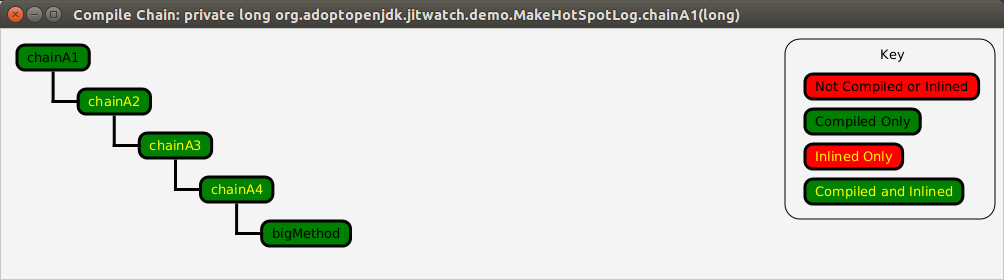 Compile Chain: private long org.adoptopenjdk.jitwatch.demo.MakeHotSpotLog.chainA1(long)
chainA1
chainA2
chainA3
chainA4
bigMethod
Key
Not Compiled or Inlined
Compiled Only
Inlined Only
Compiled and Inlined